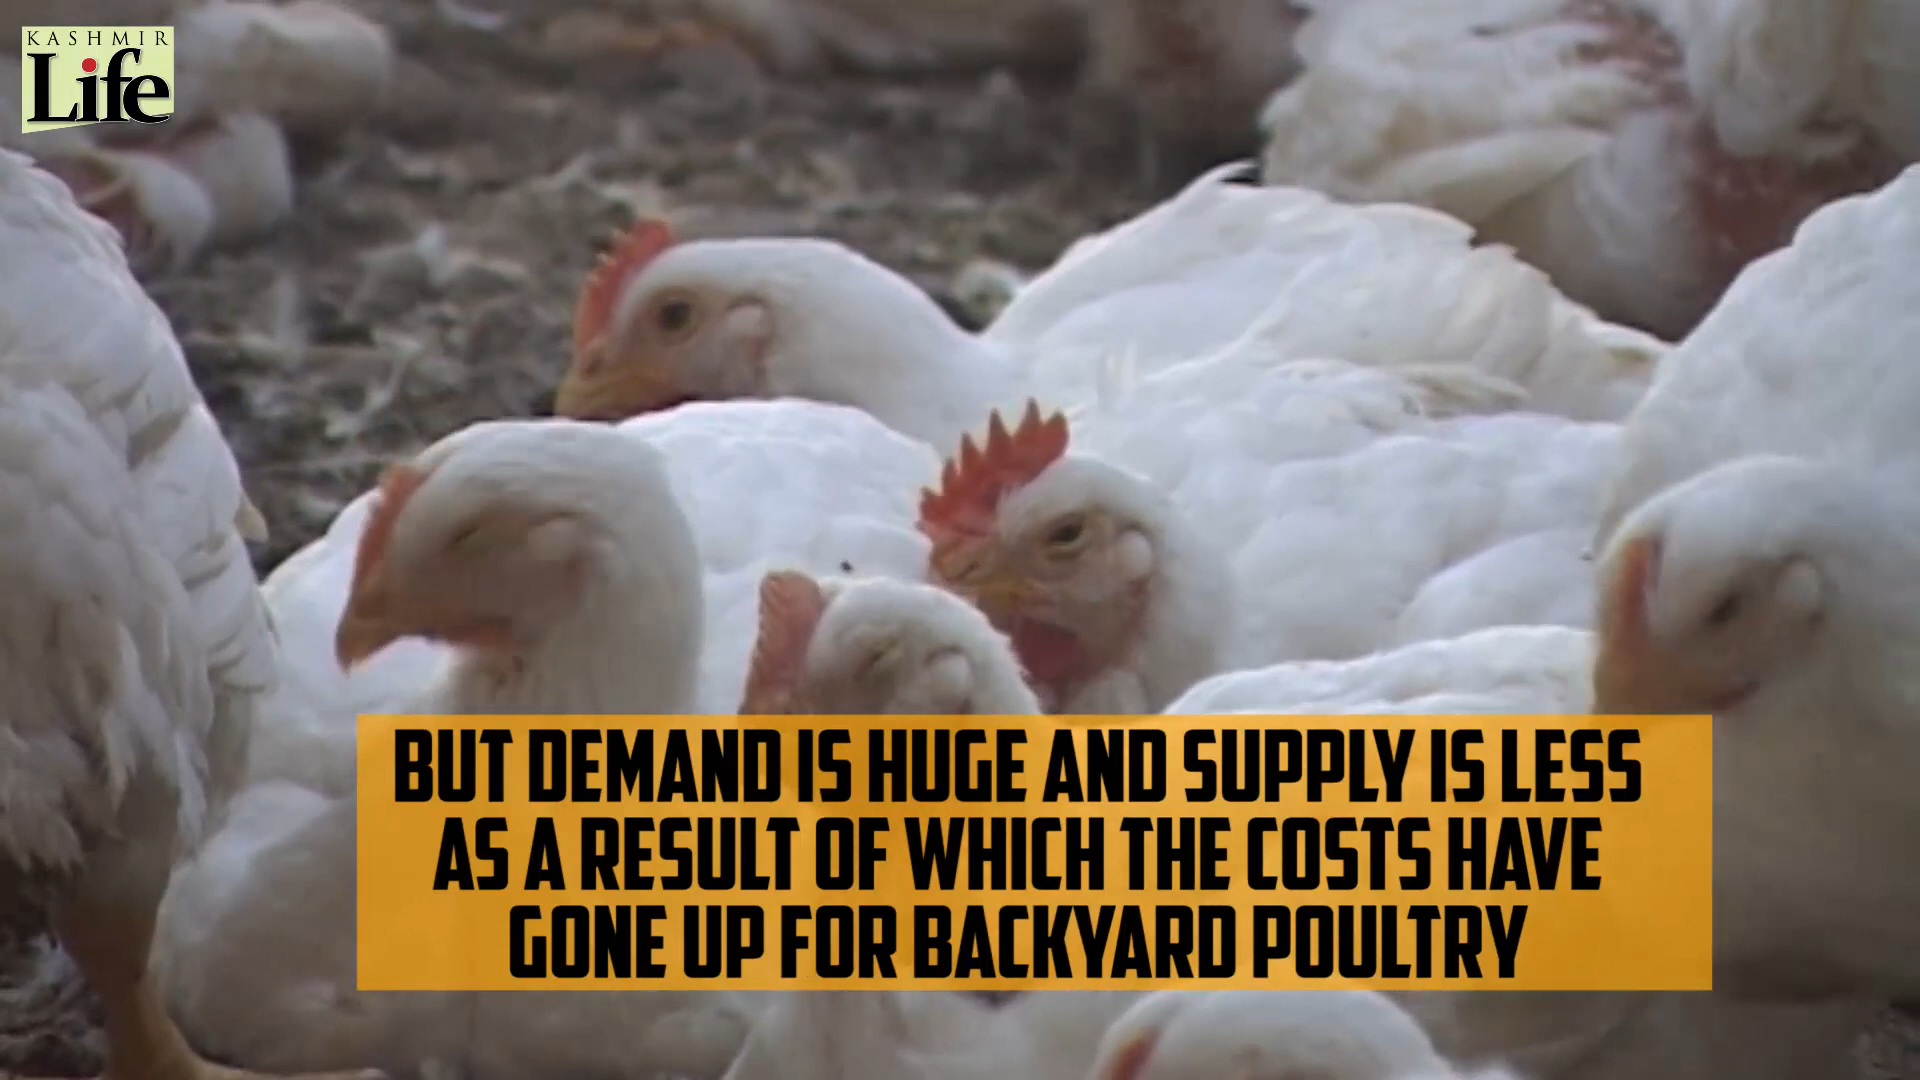 KASHMIR
Life
BUT DEMAND IS HUGE AND SUPPLY IS LESS
AS A RESULT OF WHICH THE COSTS HAVE
GONE UP FOR BACKYARD POULTRY